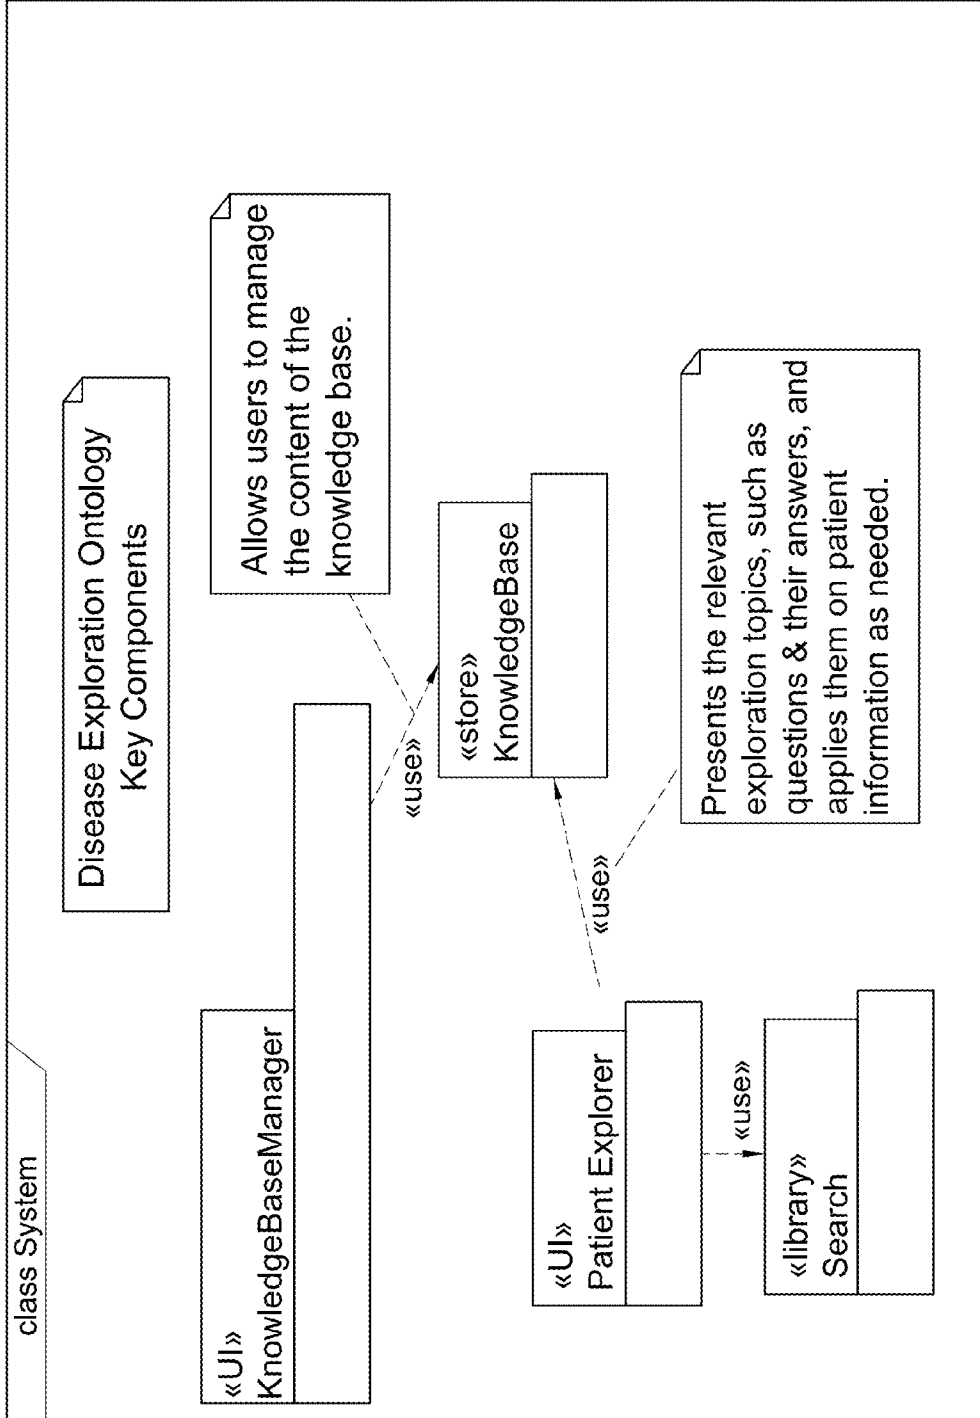 class System
Disease Exploration Ontology
Key Components
«UI»
KnowledgeBaseManager
Allows users to manage
the content of the
knowledge base.
«use»
«store»
KnowledgeBase
«UI»
Patient Explorer
«use»
Presents the relevant
exploration topics, such as
questions & their answers, and
applies them on patient
information as needed.
«use»
«library»
Search